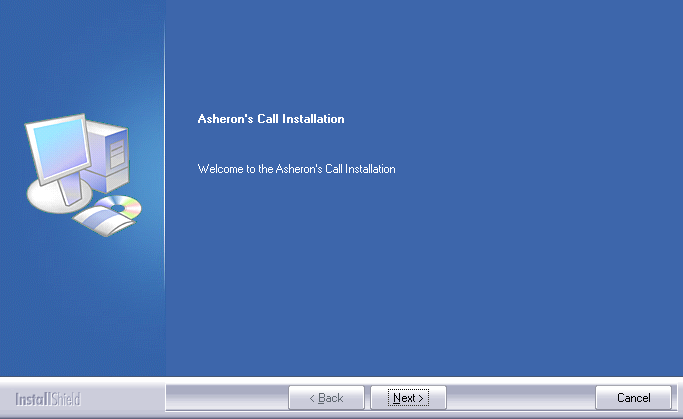 Asheron's Call Installation
Welcome to the Asheron's Call Installation
InstallShield
< Back
Next >
Cancel